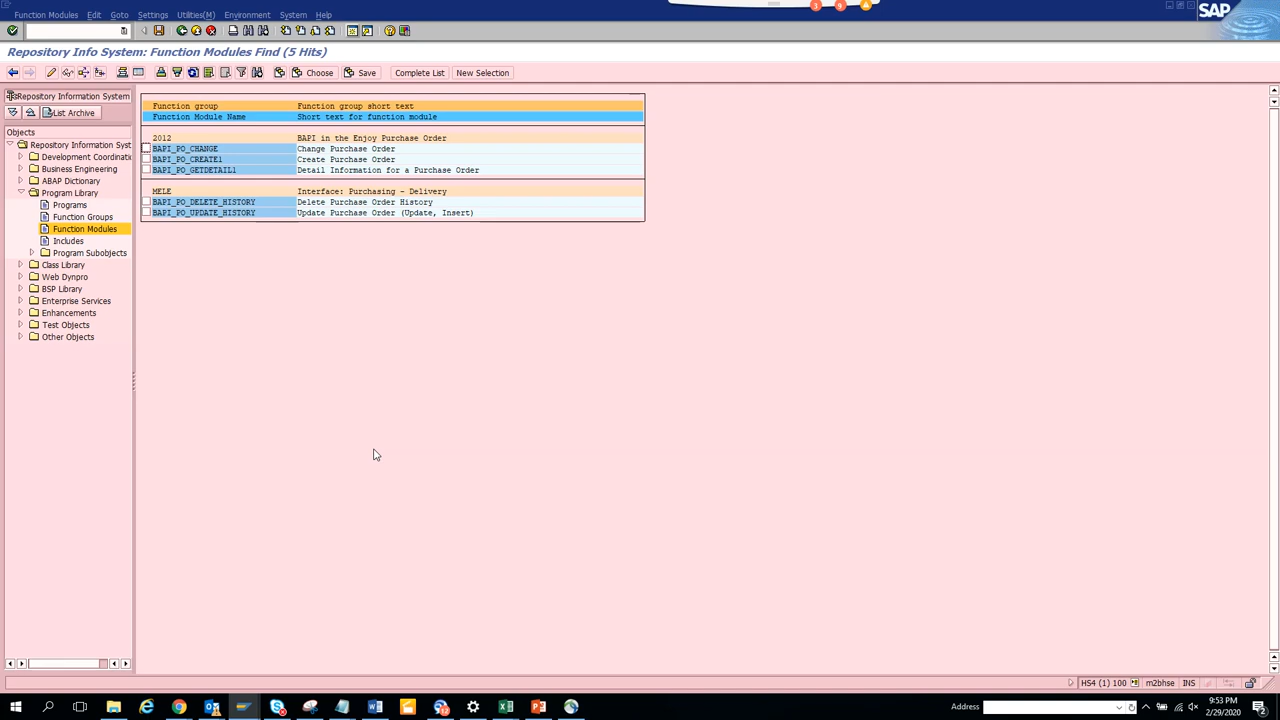 Function Modules Edit Goto Settings Utilities(M) Environment System Help
3 9
SAP
Repository Info System: Function Modules Find (5 Hits)
Choose Save Complete List New Selection
Repository Information System
List Archive
Objects
Repository Information Syst
Development Coordinatio
Business Engineering
ABAP Dictionary
Program Library
Programs
Function Groups
Function Modules
Includes
Program Subobjects
Class Library
Web Dynpro
BSP Library
Enterprise Services
Enhancements
Test Objects
Other Objects
Function group Function group short text
Function Module Name Short text for function module
2012 BAPI in the Enjoy Purchase Order
BAPI_PO_CHANGE Change Purchase Order
BAPI_PO_CREATE1 Create Purchase Order
BAPI_PO_GETDETAIL1 Detail Information for a Purchase Order
MELE Interface: Purchasing - Delivery
BAPI_PO_DELETE_HISTORY Delete Purchase Order History
BAPI_PO_UPDATE_HISTORY Update Purchase Order (Update, Insert)
HS4 (1) 100 m2bhse INS
Address
9:53 PM
2/29/2020